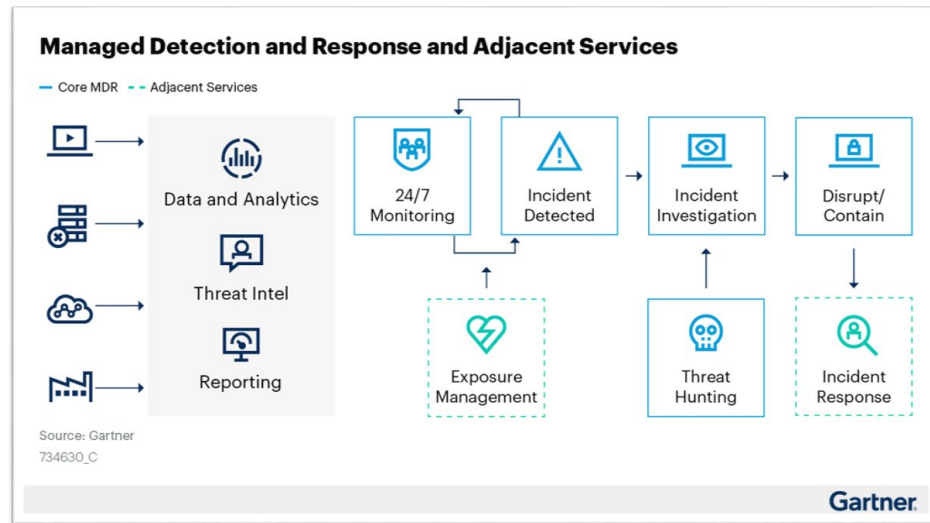 Managed Detection and Response and Adjacent Services
Core MDR
Adjacent Services
Data and Analytics
Threat Intel
Reporting
24/7
Monitoring
Incident
Detected
Incident
Investigation
Disrupt/
Contain
Exposure
Management
Threat
Hunting
Incident
Response
Source: Gartner
734630_C
Gartner.